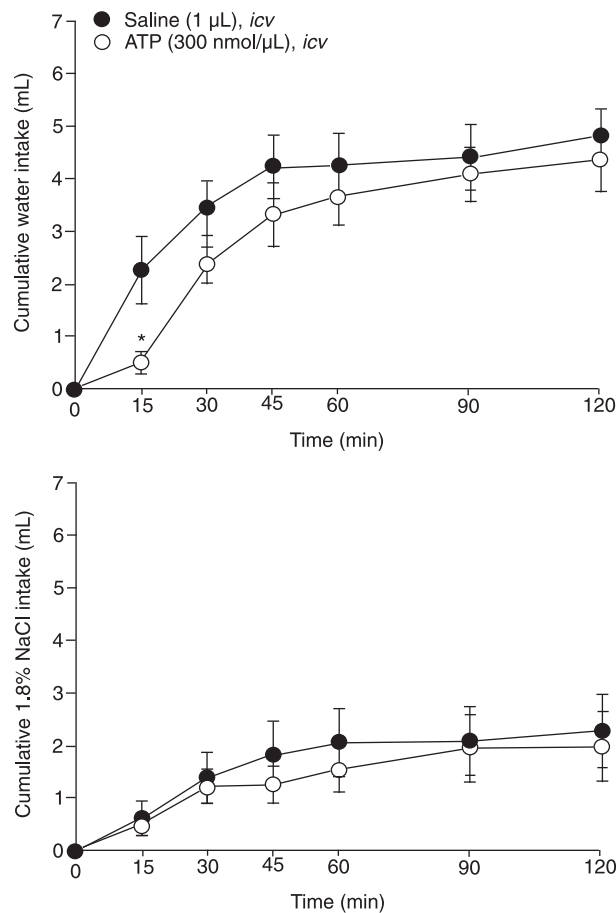 Saline (1 µL), icv
ATP (300 nmol/µL), icv
Cumulative water intake (mL)
7
6
5
4
3
2
1
0
*
0 15 30 45 60 90 120
Time (min)
Cumulative 1.8% NaCl intake (mL)
7
6
5
4
3
2
1
0
0 15 30 45 60 90 120
Time (min)